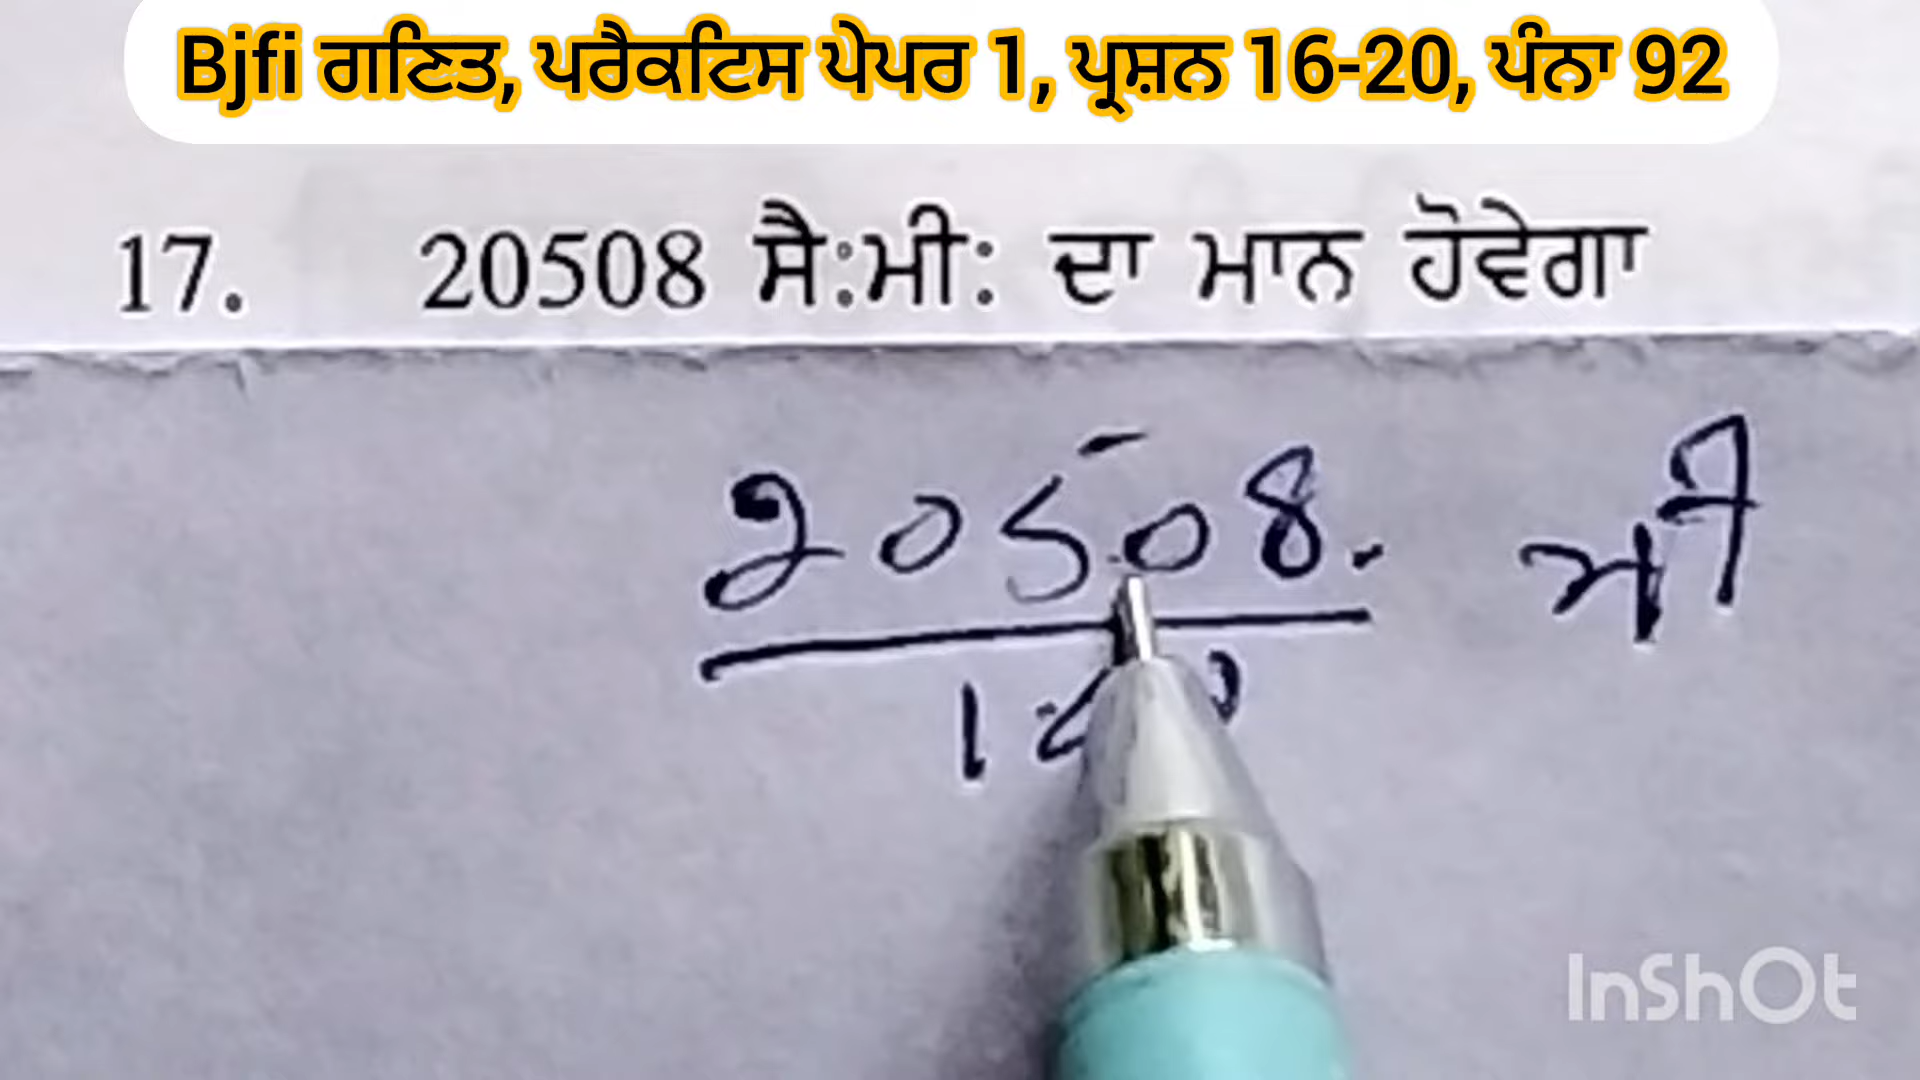 Bjfi ਗਣਿਤ, ਪਰੈਕਟਿਸ ਪੇਪਰ 1, ਪ੍ਰਸ਼ਨ 16-20, ਪੰਨਾ 92
17. 20508 ਸੈ:ਮੀ: ਦਾ ਮਾਨ ਹੋਵੇਗਾ
20508. ਮੀ
InShOt